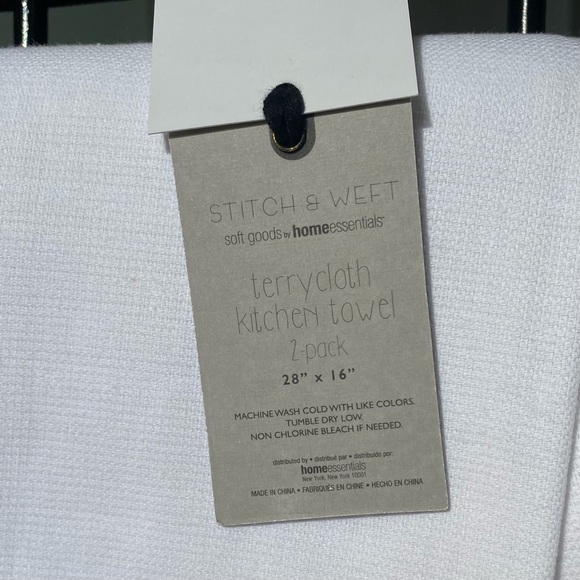 STITCH & WEFT
soft goods by homeessentials®
terrycloth
kitchen towel
2-pack
28" x 16"
MACHINE WASH COLD WITH LIKE COLORS.
TUMBLE DRY LOW.
NON CHLORINE BLEACH IF NEEDED.
distributed by • distribué par • distribuido por:
homeessentials
New York, New York 10001
MADE IN CHINA • FABRIQUÉS EN CHINE • HECHO EN CHINA